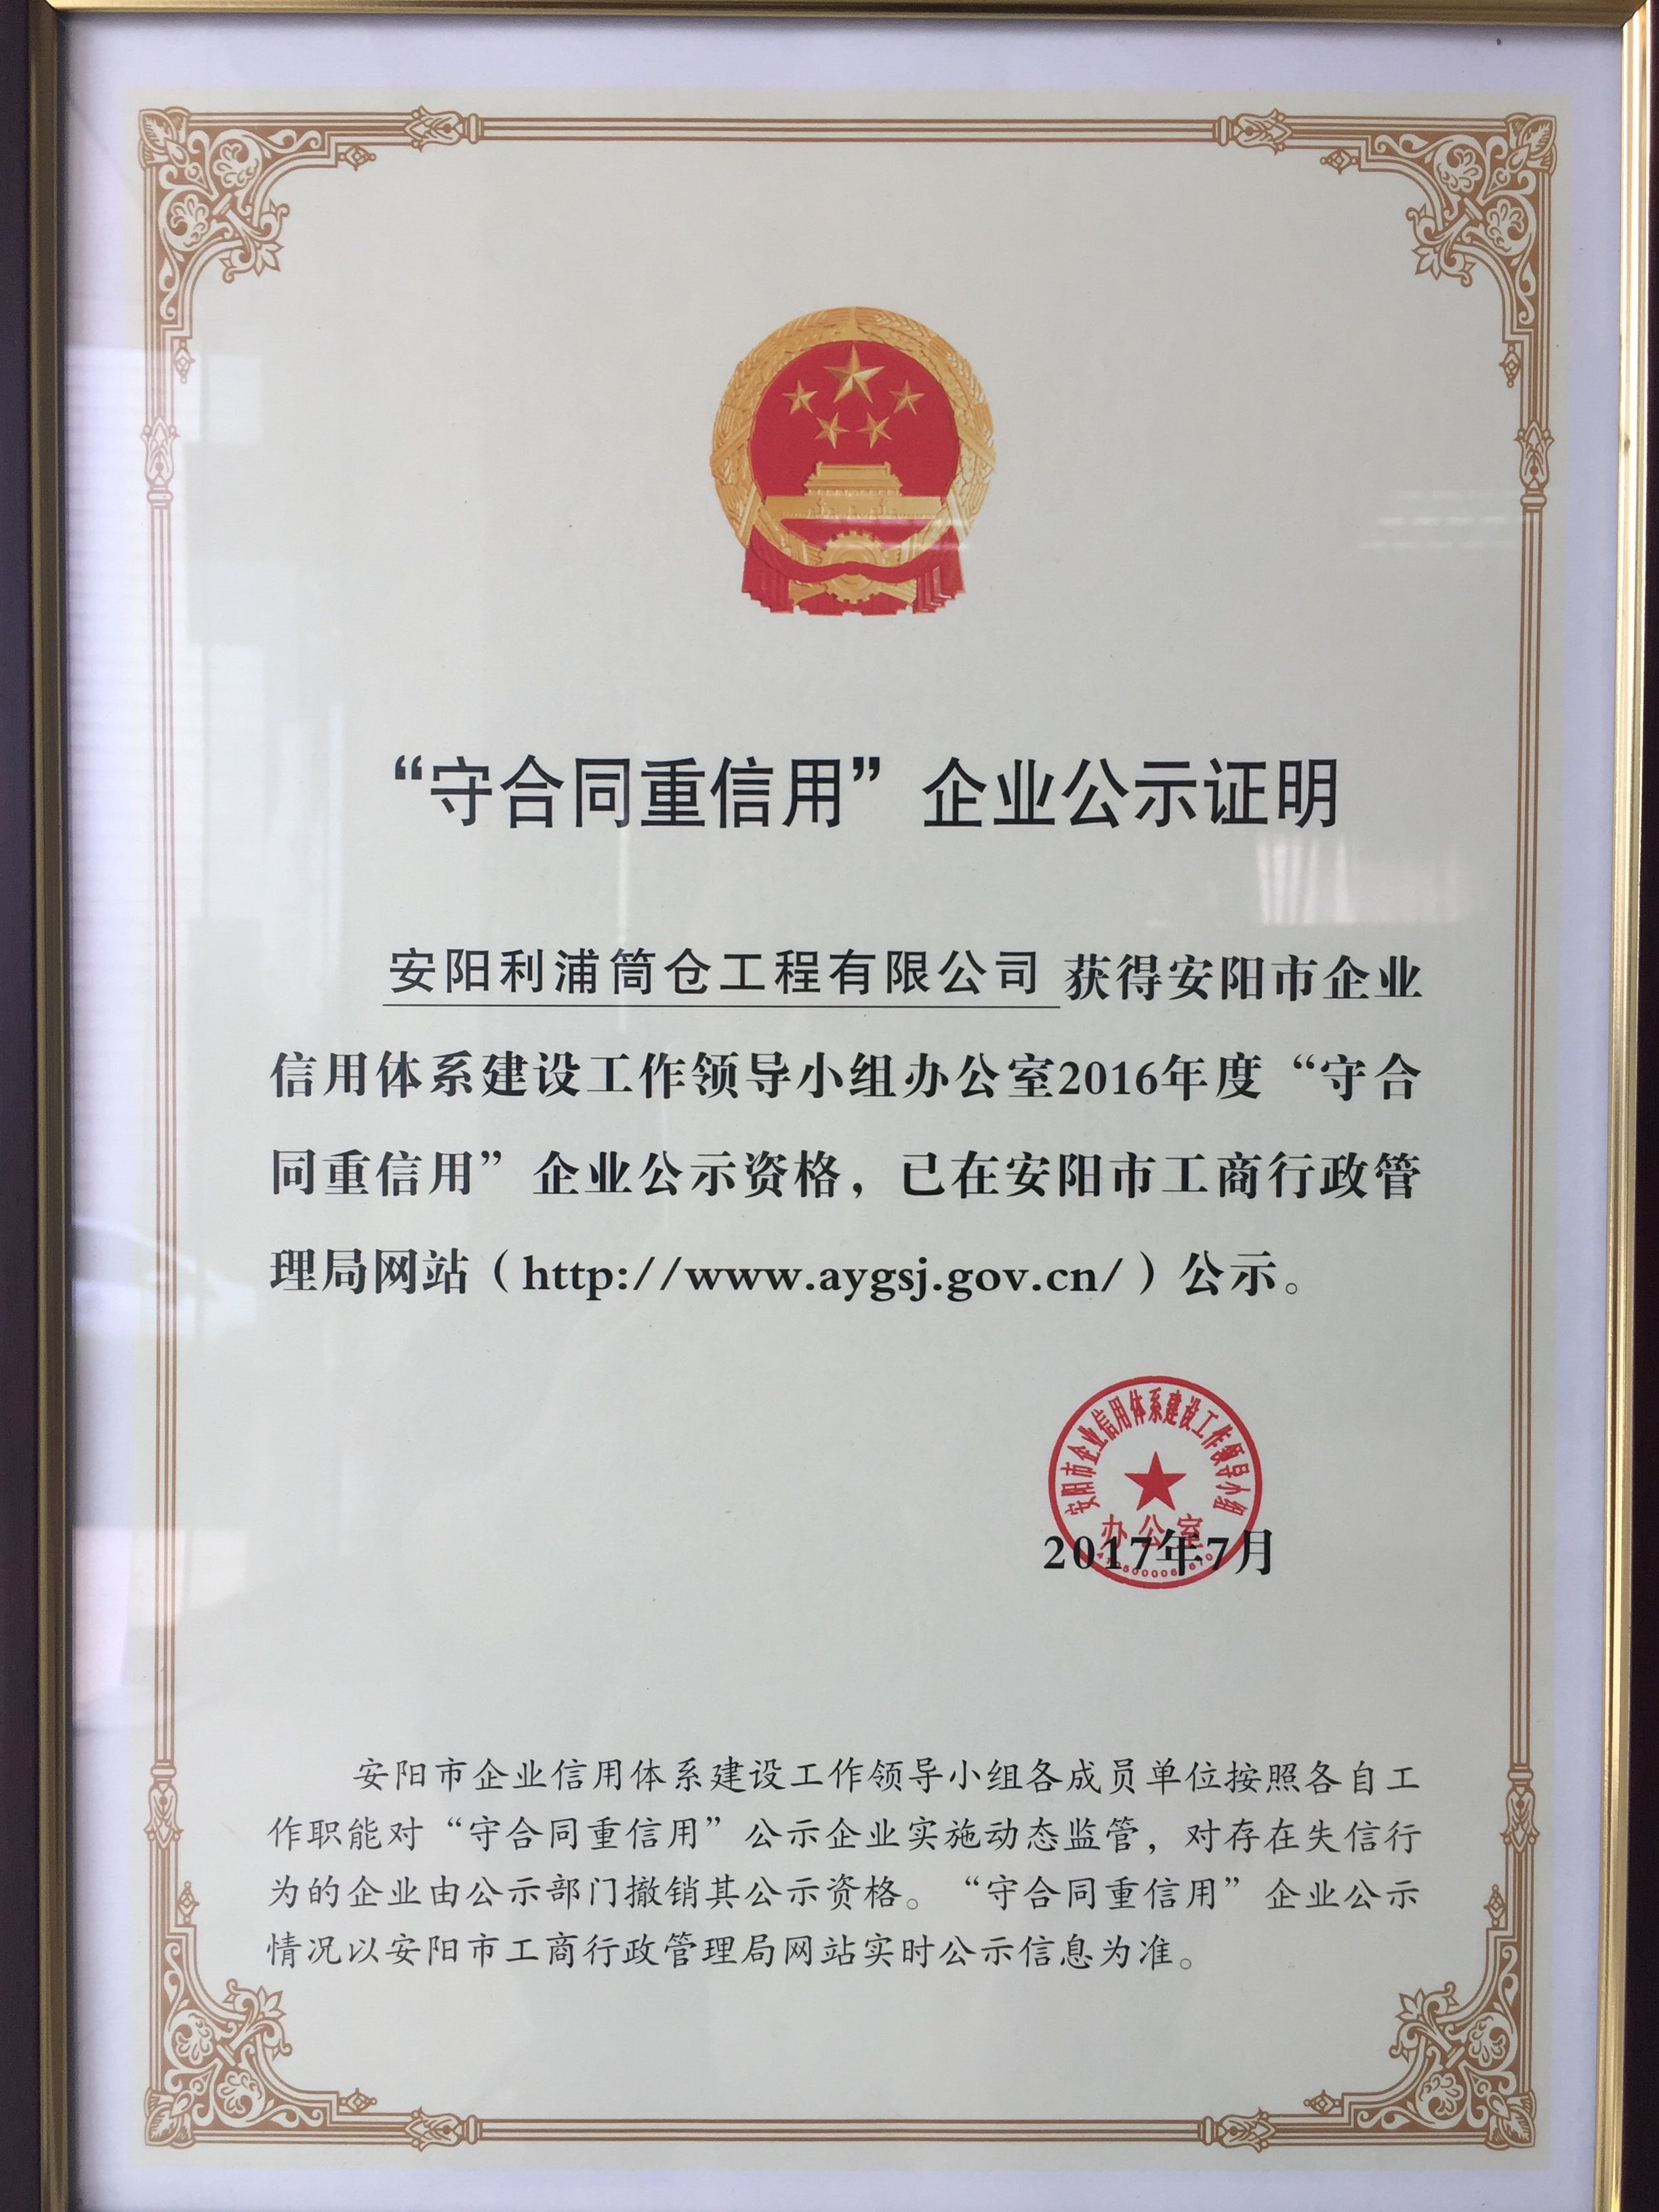 “守合同重信用”企业公示证明
安阳利浦筒仓工程有限公司获得安阳市企业
信用体系建设工作领导小组办公室2016年度“守合
同重信用”企业公示资格，已在安阳市工商行政管
理局网站（http://www.aygsj.gov.cn/）公示。
安阳市企业信用体系建设工作领导小组
办公室
2017年7月
安阳市企业信用体系建设工作领导小组各成员单位按照各自工
作职能对“守合同重信用”公示企业实施动态监管，对存在失信行
为的企业由公示部门撤销其公示资格。“守合同重信用”企业公示
情况以安阳市工商行政管理局网站实时公示信息为准。